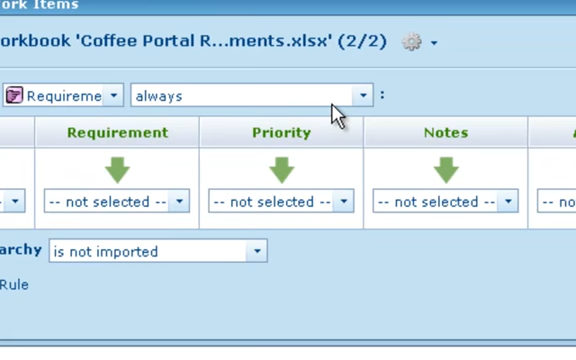 ork Items
orkbook 'Coffee Portal R...ments.xlsx' (2/2)
Requireme always :
Requirement Priority Notes
-- not selected -- -- not selected -- -- not selected -- -- no
archy is not imported
Rule